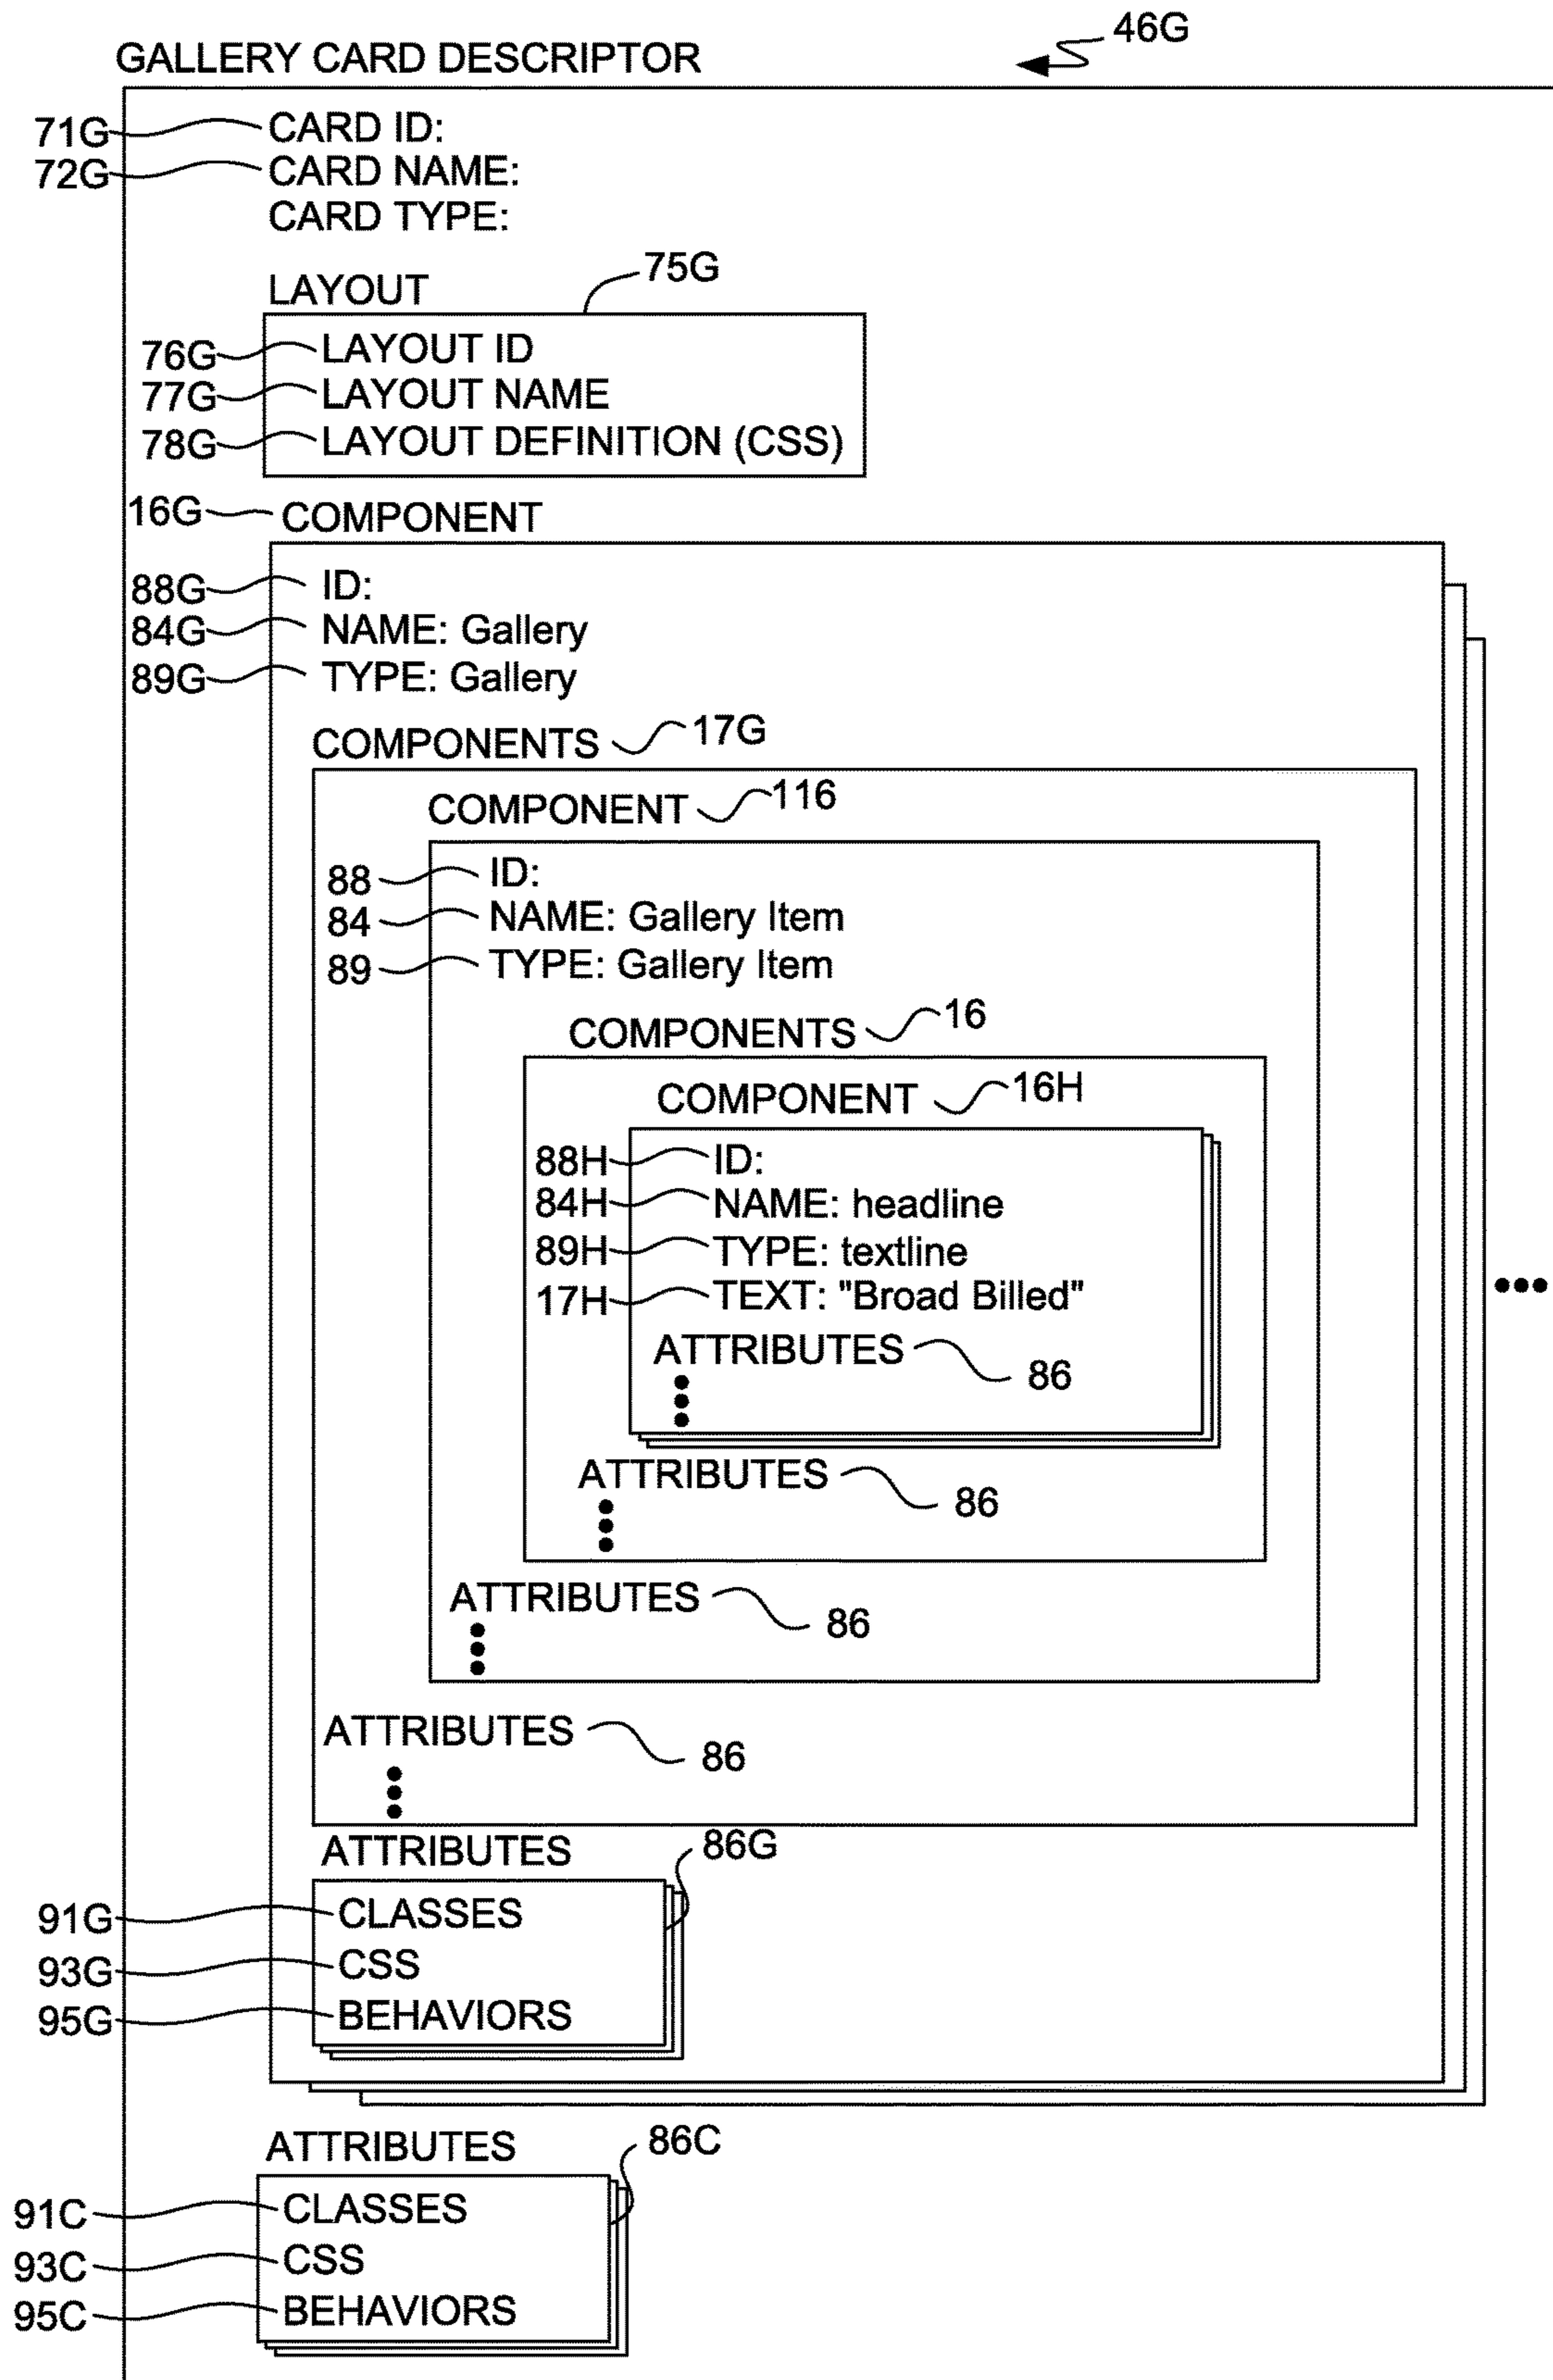 46G
GALLERY CARD DESCRIPTOR
71G CARD ID:
72G CARD NAME:
CARD TYPE:
LAYOUT 75G
76G LAYOUT ID
77G LAYOUT NAME
78G LAYOUT DEFINITION (CSS)
16G COMPONENT
88G ID:
84G NAME: Gallery
89G TYPE: Gallery
COMPONENTS 17G
COMPONENT 116
88 ID:
84 NAME: Gallery Item
89 TYPE: Gallery Item
COMPONENTS 16
COMPONENT 16H
88H ID:
84H NAME: headline
89H TYPE: textline
17H TEXT: "Broad Billed"
ATTRIBUTES 86
ATTRIBUTES 86
ATTRIBUTES 86
ATTRIBUTES 86
ATTRIBUTES 86G
91G CLASSES
93G CSS
95G BEHAVIORS
ATTRIBUTES 86C
91C CLASSES
93C CSS
95C BEHAVIORS